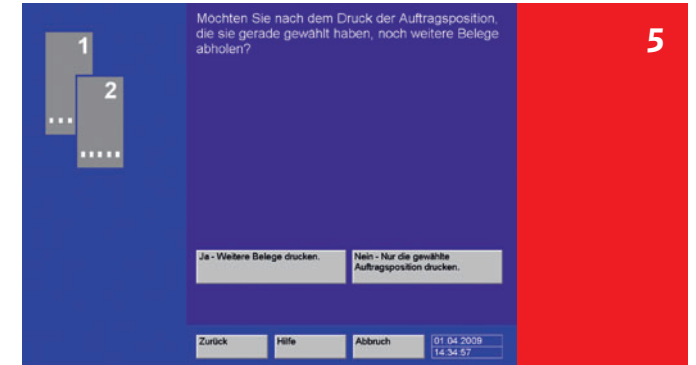 1
2
Möchten Sie nach dem Druck der Auftragsposition,
die sie gerade gewählt haben, noch weitere Belege
abholen?
5
Ja - Weitere Belege drucken.
Nein - Nur die gewählte
Auftragsposition drucken.
Zurück
Hilfe
Abbruch
01.04.2009
14:34:57